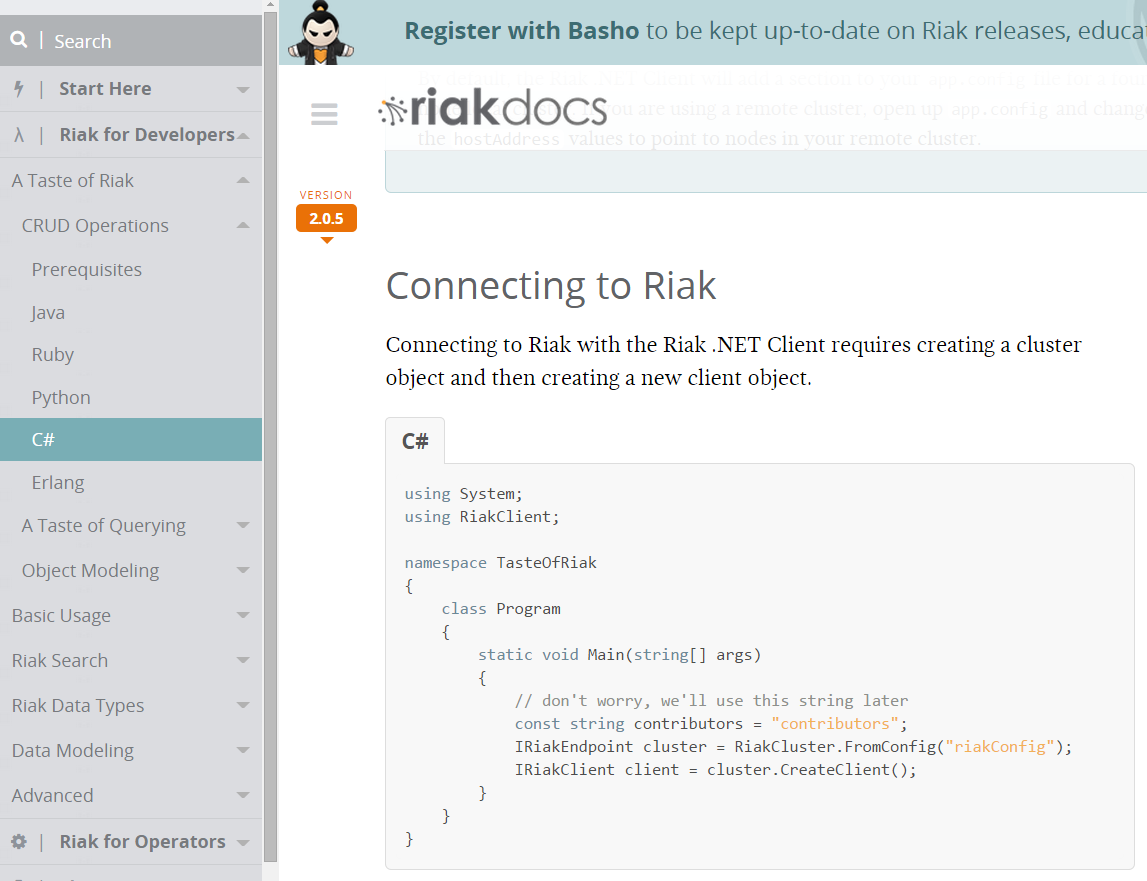 Search
Start Here
λ | Riak for Developers
A Taste of Riak
CRUD Operations
Prerequisites
Java
Ruby
Python
C#
Erlang
A Taste of Querying
Object Modeling
Basic Usage
Riak Search
Riak Data Types
Data Modeling
Advanced
Riak for Operators
Register with Basho to be kept up-to-date on Riak releases, educa
riakdocs
you are using a remote cluster, open up app.config and change
the hostAddress values to point to nodes in your remote cluster.
VERSION
2.0.5
Connecting to Riak
Connecting to Riak with the Riak .NET Client requires creating a cluster
object and then creating a new client object.
C#
using System;
using RiakClient;
namespace TasteOfRiak
{
class Program
{
static void Main(string[] args)
{
// don't worry, we'll use this string later
const string contributors = "contributors";
IRiakEndpoint cluster = RiakCluster.FromConfig("riakConfig");
IRiakClient client = cluster.CreateClient();
}
}
}